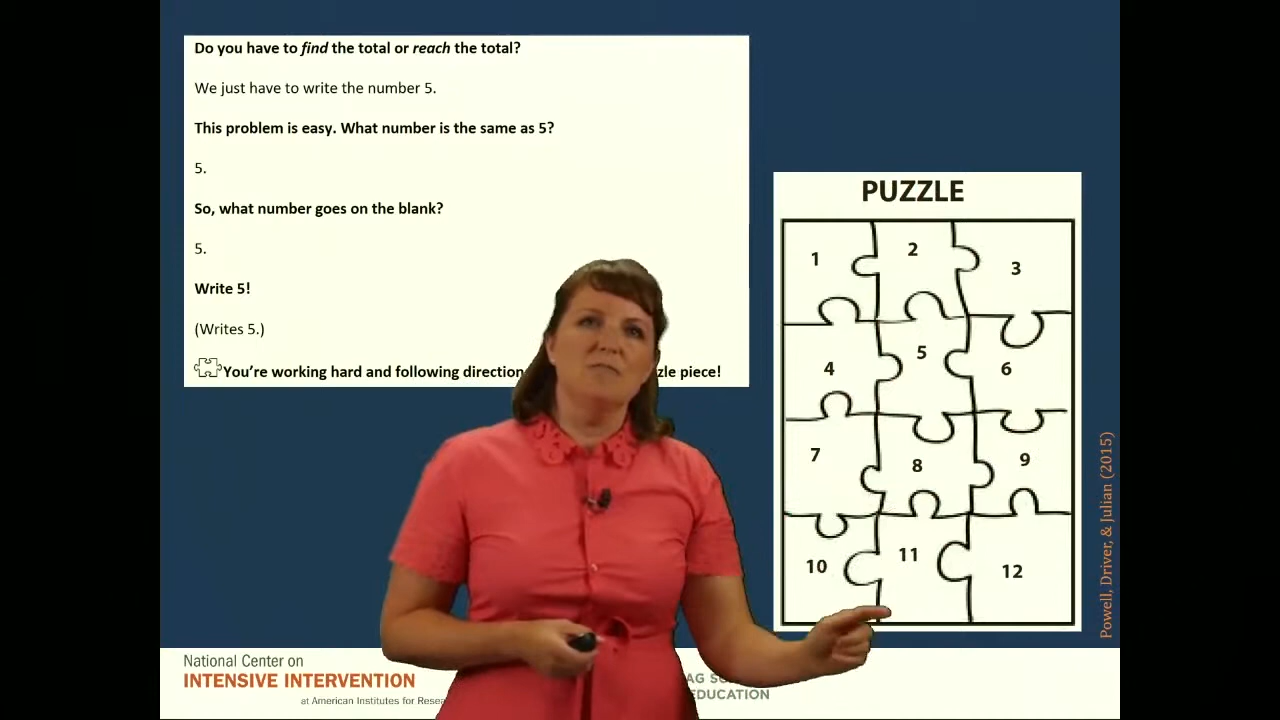 Do you have to find the total or reach the total?
We just have to write the number 5.
This problem is easy. What number is the same as 5?
5.
So, what number goes on the blank?
5.
Write 5!
(Writes 5.)
You're working hard and following direction piece!
PUZZLE
1 2 3
4 5 6
7 8 9
10 11 12
Powell, Driver, & Julian (2015)
National Center on
INTENSIVE INTERVENTION
at American Institutes for
EDUCATION